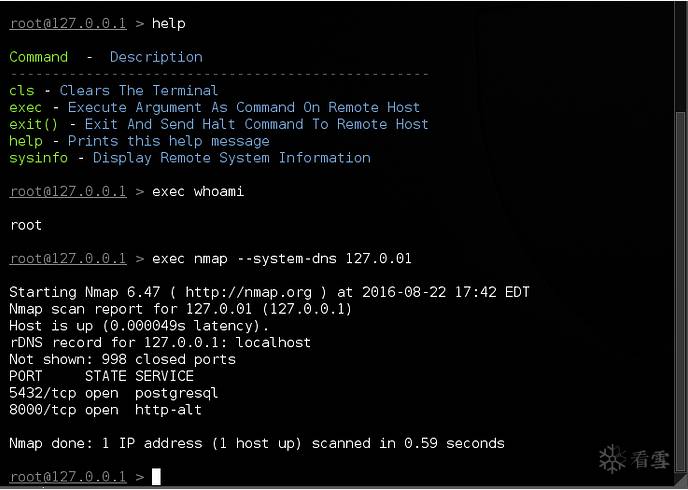 root@127.0.0.1 > help
Command - Description
--------------------------------------------------
cls - Clears The Terminal
exec - Execute Argument As Command On Remote Host
exit() - Exit And Send Halt Command To Remote Host
help - Prints this help message
sysinfo - Display Remote System Information
root@127.0.0.1 > exec whoami
root
root@127.0.0.1 > exec nmap --system-dns 127.0.01
Starting Nmap 6.47 ( http://nmap.org ) at 2016-08-22 17:42 EDT
Nmap scan report for 127.0.01 (127.0.0.1)
Host is up (0.000049s latency).
rDNS record for 127.0.0.1: localhost
Not shown: 998 closed ports
PORT     STATE SERVICE
5432/tcp open  postgresql
8000/tcp open  http-alt
Nmap done: 1 IP address (1 host up) scanned in 0.59 seconds
root@127.0.0.1 >
看雪